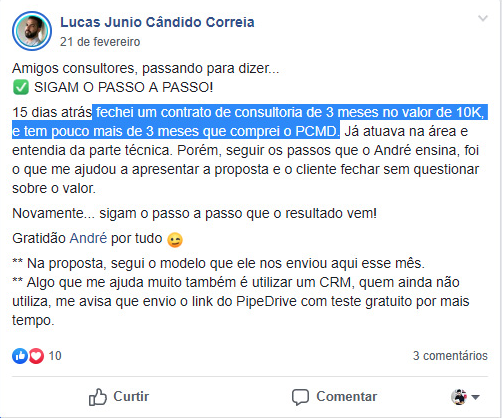 Lucas Junio Cândido Correia
21 de fevereiro
Amigos consultores, passando para dizer...
✅ SIGAM O PASSO A PASSO!
15 dias atrás fechei um contrato de consultoria de 3 meses no valor de 10K,
e tem pouco mais de 3 meses que comprei o PCMD. Já atuava na área e
entendia da parte técnica. Porém, seguir os passos que o André ensina, foi
o que me ajudou a apresentar a proposta e o cliente fechar sem questionar
sobre o valor.
Novamente... sigam o passo a passo que o resultado vem!
Gratidão André por tudo 😉
** Na proposta, segui o modelo que ele nos enviou aqui esse mês.
** Algo que me ajuda muito também é utilizar um CRM, quem ainda não
utiliza, me avisa que envio o link do PipeDrive com teste gratuito por mais
tempo.
10
3 comentários
Curtir
Comentar